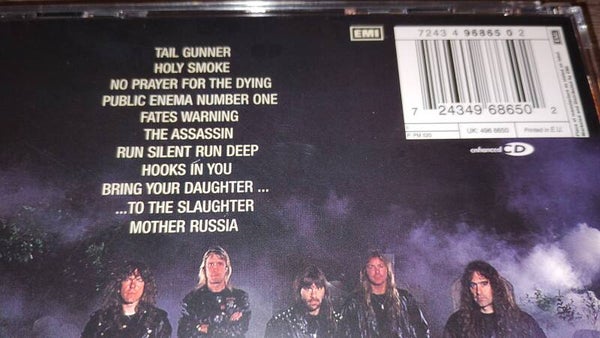 TAIL GUNNER
HOLY SMOKE
NO PRAYER FOR THE DYING
PUBLIC ENEMA NUMBER ONE
FATES WARNING
THE ASSASSIN
RUN SILENT RUN DEEP
HOOKS IN YOU
BRING YOUR DAUGHTER ...
...TO THE SLAUGHTER
MOTHER RUSSIA
EMI
7243 4 96865 0 2
7 24349 68650 2
P: PM 520
UK: 496 8650
Printed in E.U.
enhanced CD